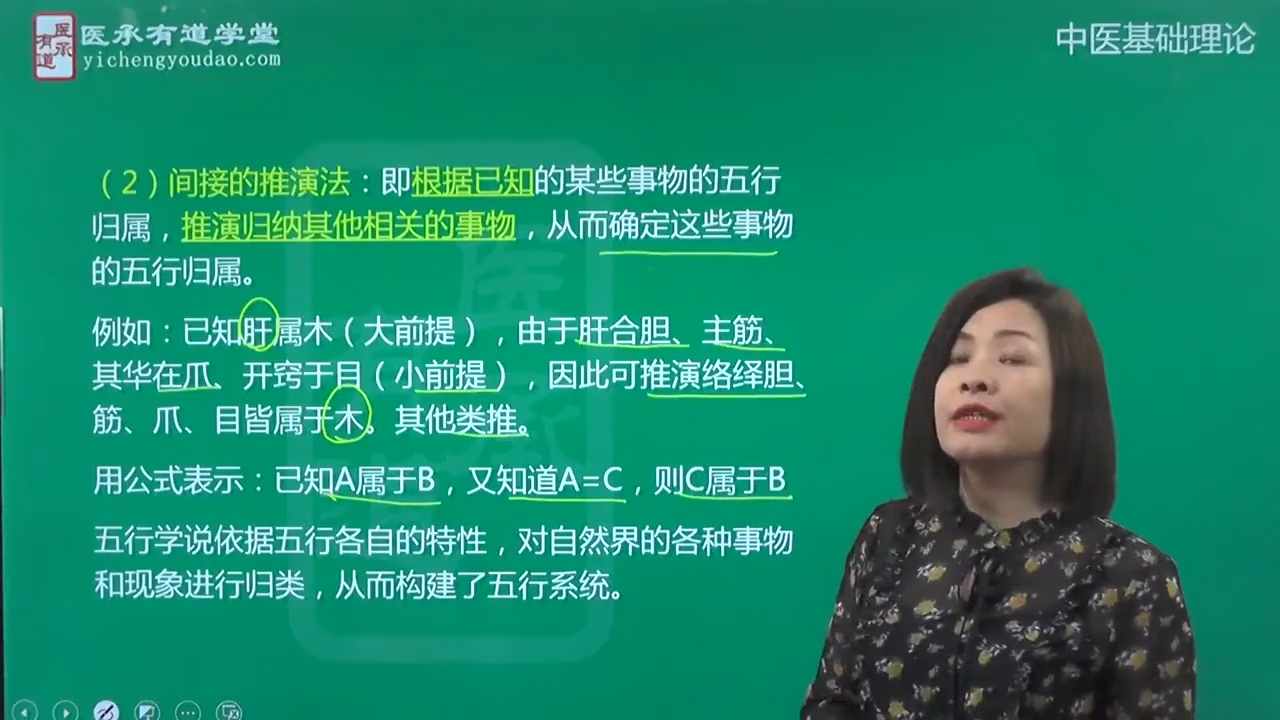 医承有道
医承有道学堂
yichengyoudao.com
中医基础理论
（2）间接的推演法：即根据已知的某些事物的五行
归属，推演归纳其他相关的事物，从而确定这些事物
的五行归属。
例如：已知肝属木（大前提），由于肝合胆、主筋、
其华在爪、开窍于目（小前提），因此可推演络绎胆、
筋、爪、目皆属于木。其他类推。
用公式表示：已知A属于B，又知道A=C，则C属于B
五行学说依据五行各自的特性，对自然界的各种事物
和现象进行归类，从而构建了五行系统。